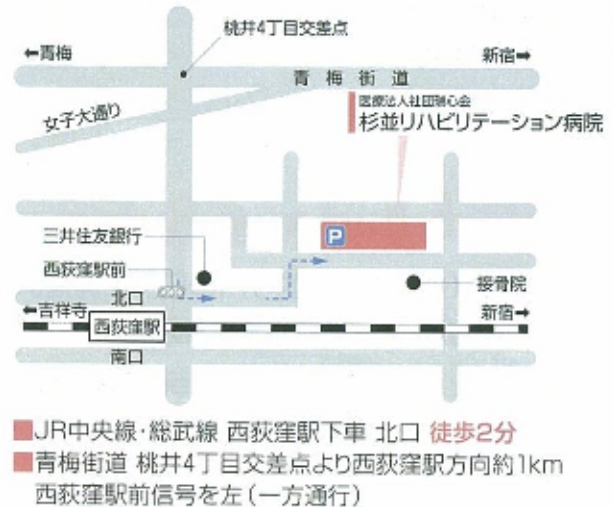 桃井4丁目交差点
←青梅
新宿→
青梅街道
女子大通り
医療法人社団瑞心会
杉並リハビリテーション病院
P
三井住友銀行
西荻窪駅前
北口
接骨院
←吉祥寺
新宿→
西荻窪駅
南口
■JR中央線・総武線 西荻窪駅下車 北口 徒歩2分
■青梅街道 桃井4丁目交差点より西荻窪駅方向約1km
西荻窪駅前信号を左(一方通行)